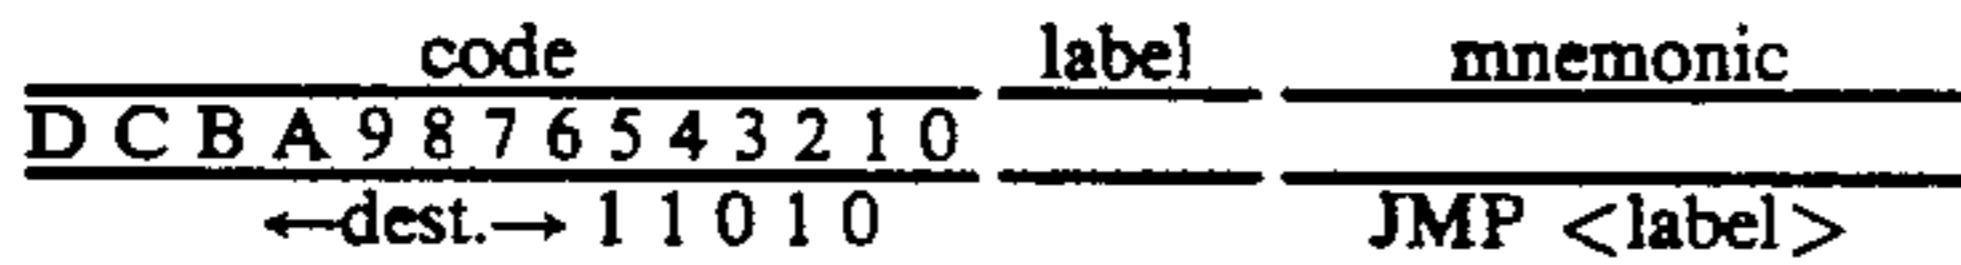 code label mnemonic
D C B A 9 8 7 6 5 4 3 2 1 0
←dest.→ 1 1 0 1 0 JMP <label>